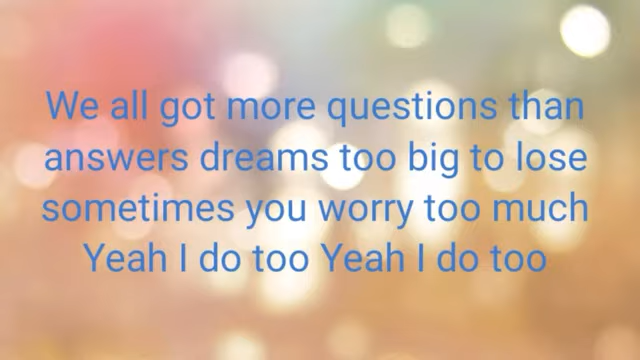 We all got more questions than
answers dreams too big to lose
sometimes you worry too much
Yeah I do too Yeah I do too